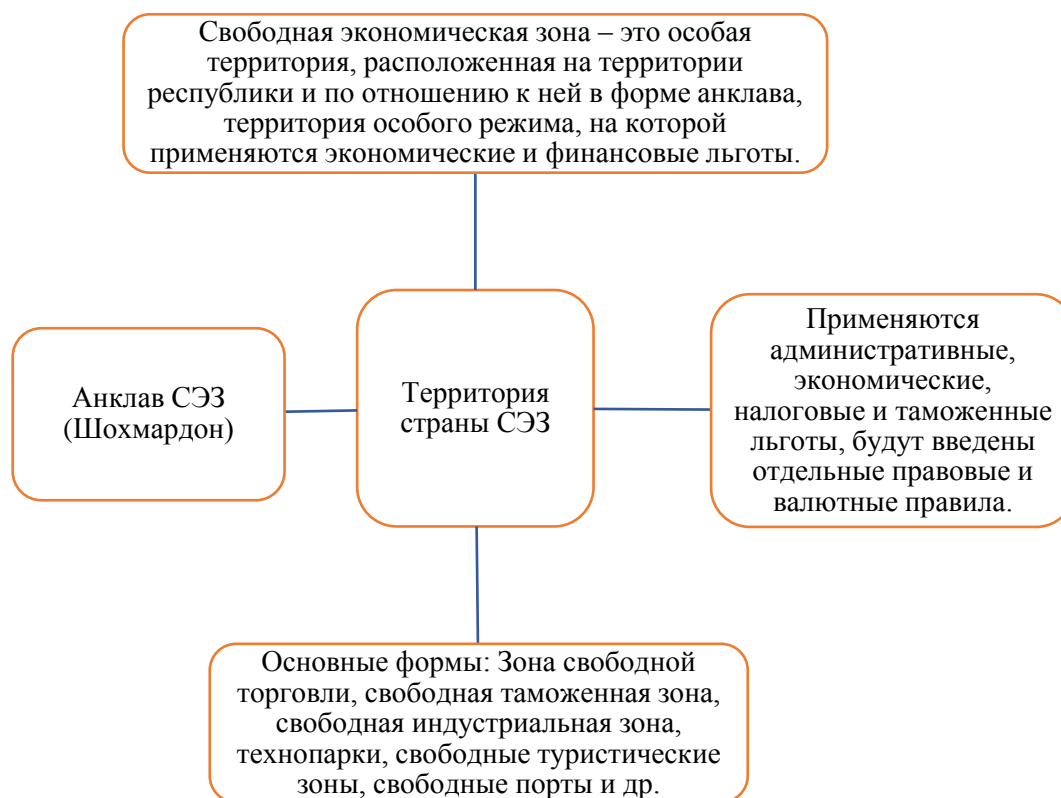 Свободная экономическая зона – это особая
территория, расположенная на территории
республики и по отношению к ней в форме анклава,
территория особого режима, на которой
применяются экономические и финансовые льготы.
Анклав СЭЗ
(Шохмардон)
Территория
страны СЭЗ
Применяются
административные,
экономические,
налоговые и таможенные
льготы, будут введены
отдельные правовые и
валютные правила.
Основные формы: Зона свободной
торговли, свободная таможенная зона,
свободная индустриальная зона,
технопарки, свободные туристические
зоны, свободные порты и др.